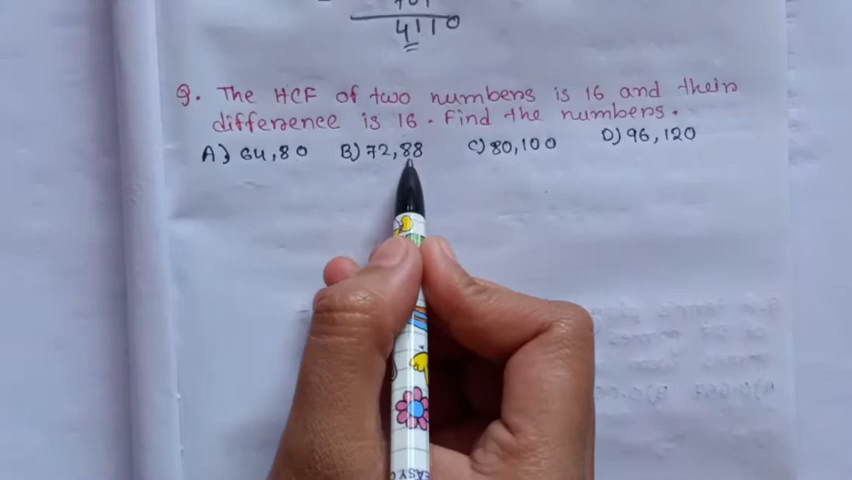 4110
Q. The HCF of two numbers is 16 and their
difference is 16. Find the numbers.
A) 64,80 B) 72,88 C) 80,100 D) 96,120
EASY